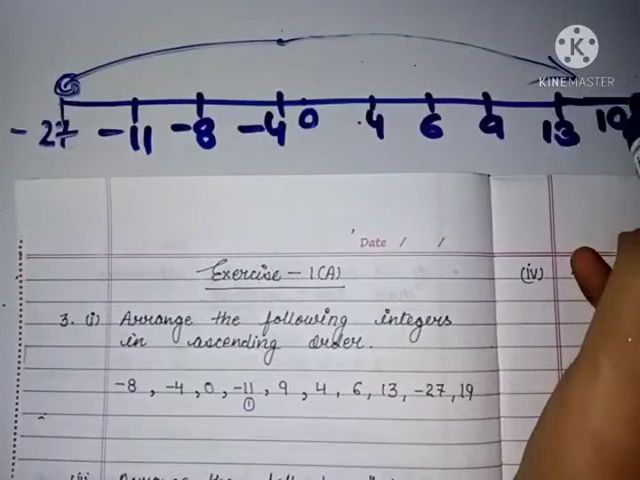 KINEMASTER
-27 -11 -8 -4 0 4 6 9 13 19
Date / /
Exercise - 1(A)
(iv)
3. (i) Arrange the following integers
in ascending order.
-8, -4, 0, -11, 9, 4, 6, 13, -27, 19
①